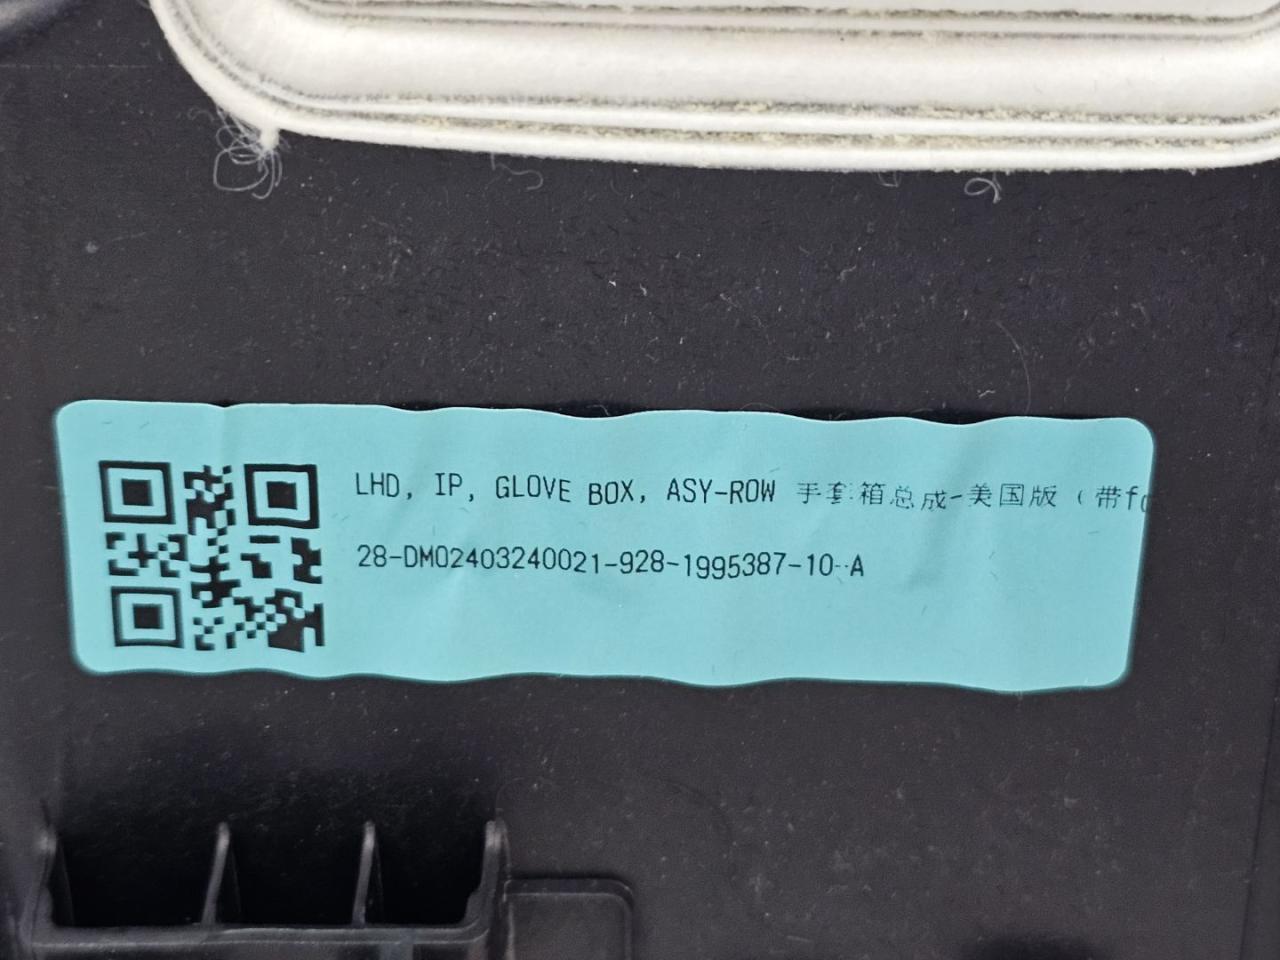 LHD, IP, GLOVE BOX, ASY-ROW 手套箱总成-美国版 (带f
28-DM02403240021-928-1995387-10-A